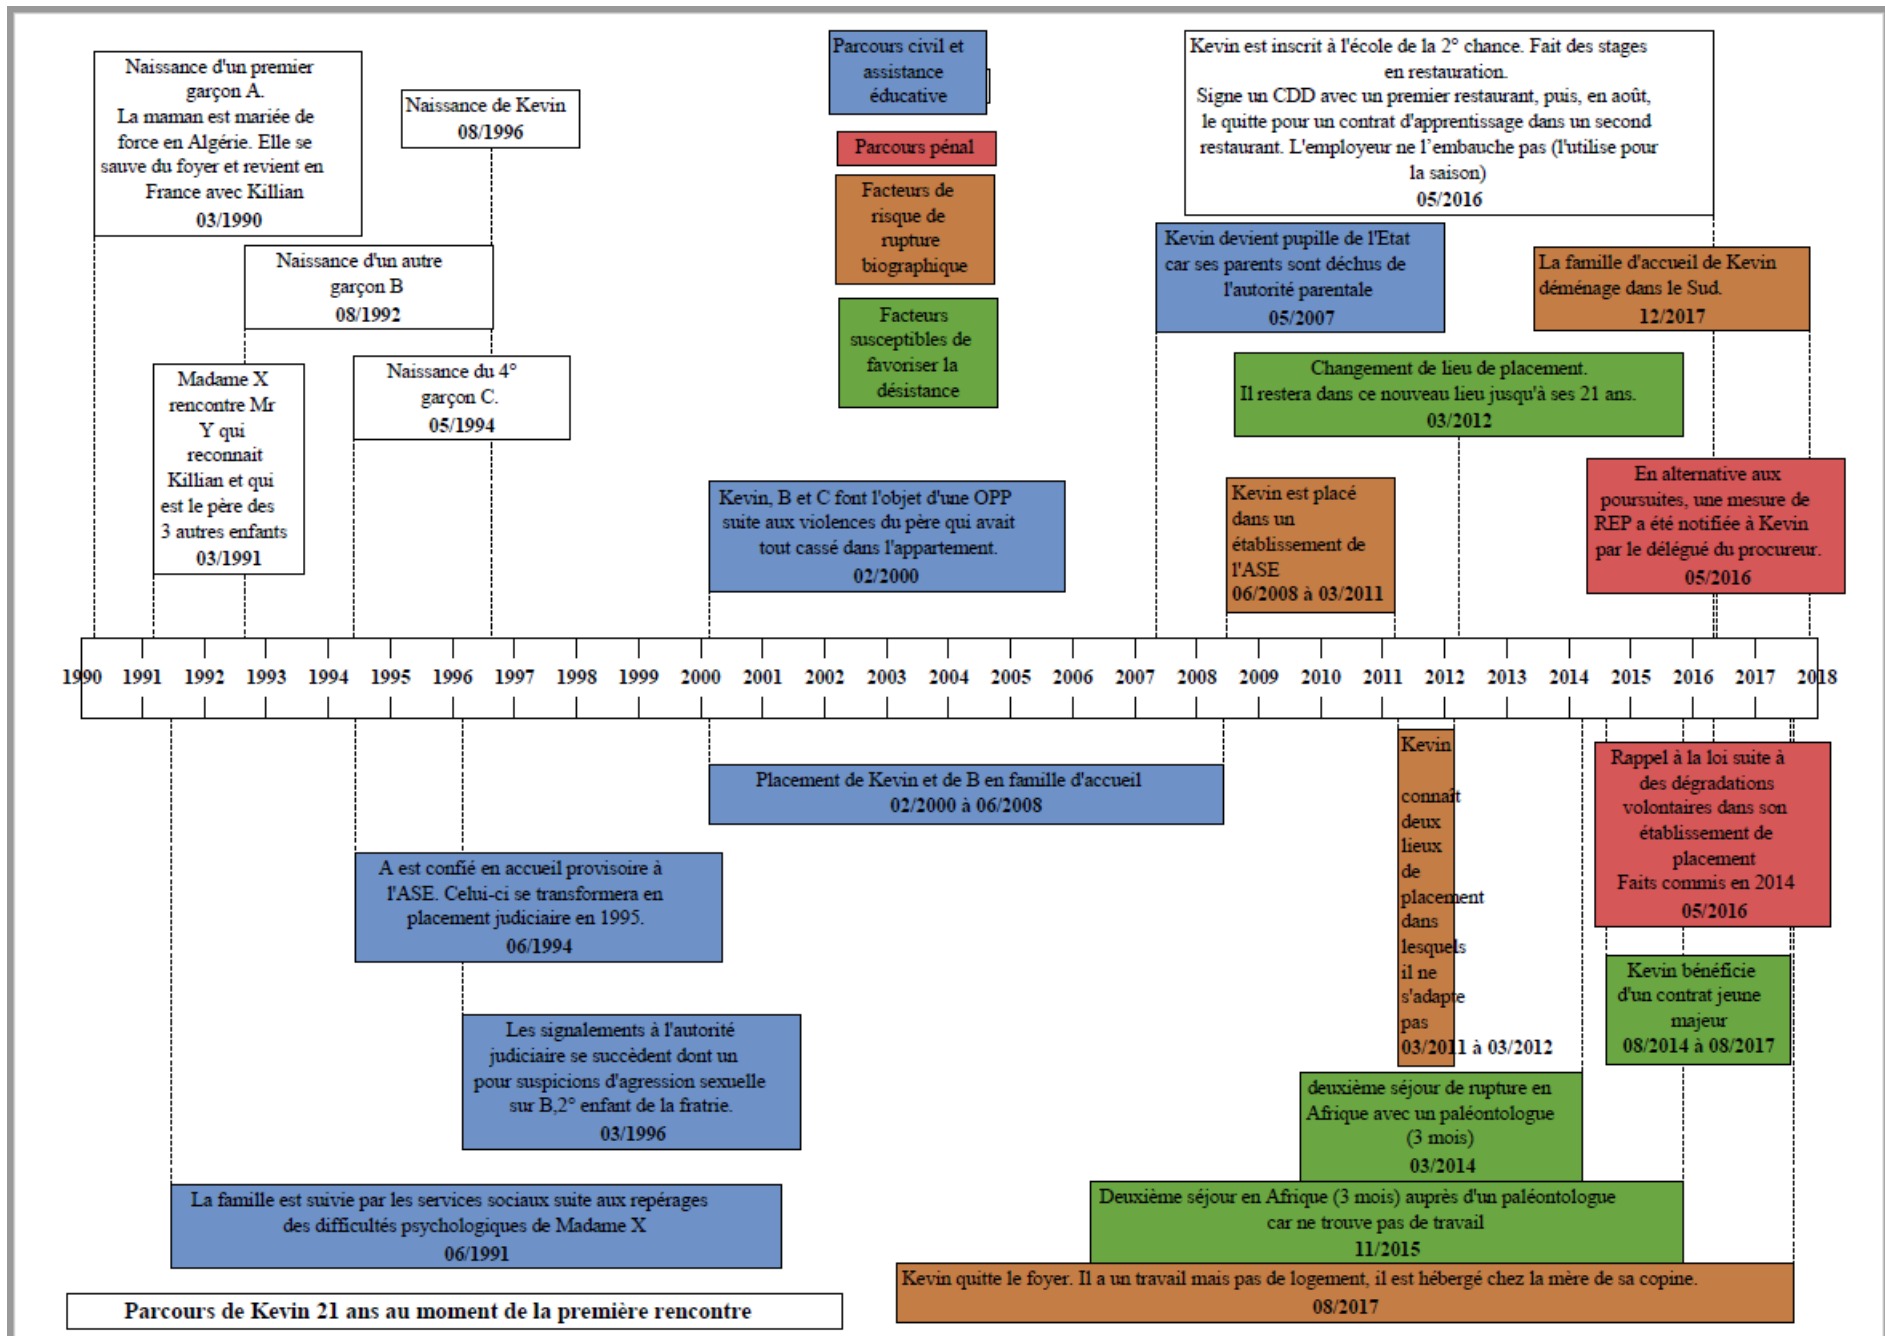 Naissance d'un premier
garçon A.
La maman est mariée de
force en Algérie. Elle se
sauve du foyer et revient en
France avec Killian
03/1990
Naissance de Kevin
08/1996
Naissance d'un autre
garçon B
08/1992
Madame X
rencontre Mr
Y qui
reconnait
Killian et qui
est le père des
3 autres enfants
03/1991
Naissance du 4°
garçon C.
05/1994
Parcours civil et
assistance
éducative
Parcours pénal
Facteurs de
risque de
rupture
biographique
Facteurs
susceptibles de
favoriser la
désistance
Kevin est inscrit à l'école de la 2° chance. Fait des stages
en restauration.
Signe un CDD avec un premier restaurant, puis, en août,
le quitte pour un contrat d'apprentissage dans un second
restaurant. L'employeur ne l’embauche pas (l'utilise pour
la saison)
05/2016
Kevin devient pupille de l'Etat
car ses parents sont déchus de
l'autorité parentale
05/2007
La famille d'accueil de Kevin
déménage dans le Sud.
12/2017
Changement de lieu de placement.
Il restera dans ce nouveau lieu jusqu'à ses 21 ans.
03/2012
Kevin, B et C font l'objet d'une OPP
suite aux violences du père qui avait
tout cassé dans l'appartement.
02/2000
Kevin est placé
dans un
établissement de
l'ASE
06/2008 à 03/2011
En alternative aux
poursuites, une mesure de
REP a été notifiée à Kevin
par le délégué du procureur.
05/2016
1990 1991 1992 1993 1994 1995 1996 1997 1998 1999 2000 2001 2002 2003 2004 2005 2006 2007 2008 2009 2010 2011 2012 2013 2014 2015 2016 2017 2018
Placement de Kevin et de B en famille d'accueil
02/2000 à 06/2008
A est confié en accueil provisoire à
l'ASE. Celui-ci se transformera en
placement judiciaire en 1995.
06/1994
Les signalements à l'autorité
judiciaire se succèdent dont un
pour suspicions d'agression sexuelle
sur B,2° enfant de la fratrie.
03/1996
La famille est suivie par les services sociaux suite aux repérages
des difficultés psychologiques de Madame X
06/1991
Kevin
connaît
deux
lieux
de
placement
dans
lesquels
il ne
s'adapte
pas
03/2011 à 03/2012
Rappel à la loi suite à
des dégradations
volontaires dans son
établissement de
placement
Faits commis en 2014
05/2016
Kevin bénéficie
d'un contrat jeune
majeur
08/2014 à 08/2017
deuxième séjour de rupture en
Afrique avec un paléontologue
(3 mois)
03/2014
Deuxième séjour en Afrique (3 mois) auprès d'un paléontologue
car ne trouve pas de travail
11/2015
Kevin quitte le foyer. Il a un travail mais pas de logement, il est hébergé chez la mère de sa copine.
08/2017
Parcours de Kevin 21 ans au moment de la première rencontre